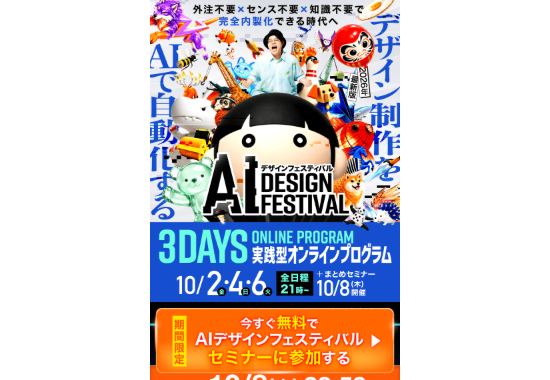 外注不要×センス不要×知識不要で
完全内製化できる時代へ
デザイン制作を
AIで自動化する
2026年
最新版
デザインフェスティバル
AI DESIGN
FESTIVAL
3DAYS ONLINE PROGRAM
実践型オンラインプログラム
10/2金・4日・6火
全日程
21時~
+まとめセミナー
10/8(木)開催
期間限定
今すぐ無料で
AIデザインフェスティバル
セミナーに参加する